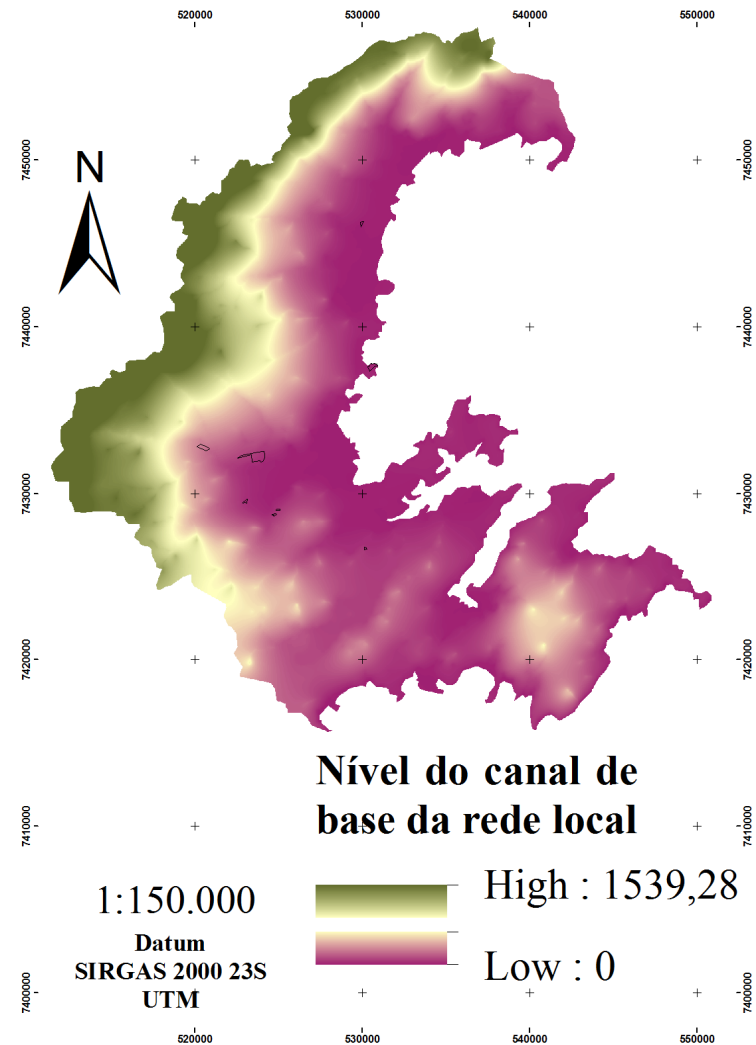 520000 530000 540000 550000
N
7450000 7450000
7440000 7440000
7430000 7430000
7420000 7420000
Nível do canal de
base da rede local
7410000 7410000
1:150.000
Datum
SIRGAS 2000 23S
UTM
High : 1539,28
Low : 0
7400000 7400000
520000 530000 540000 550000